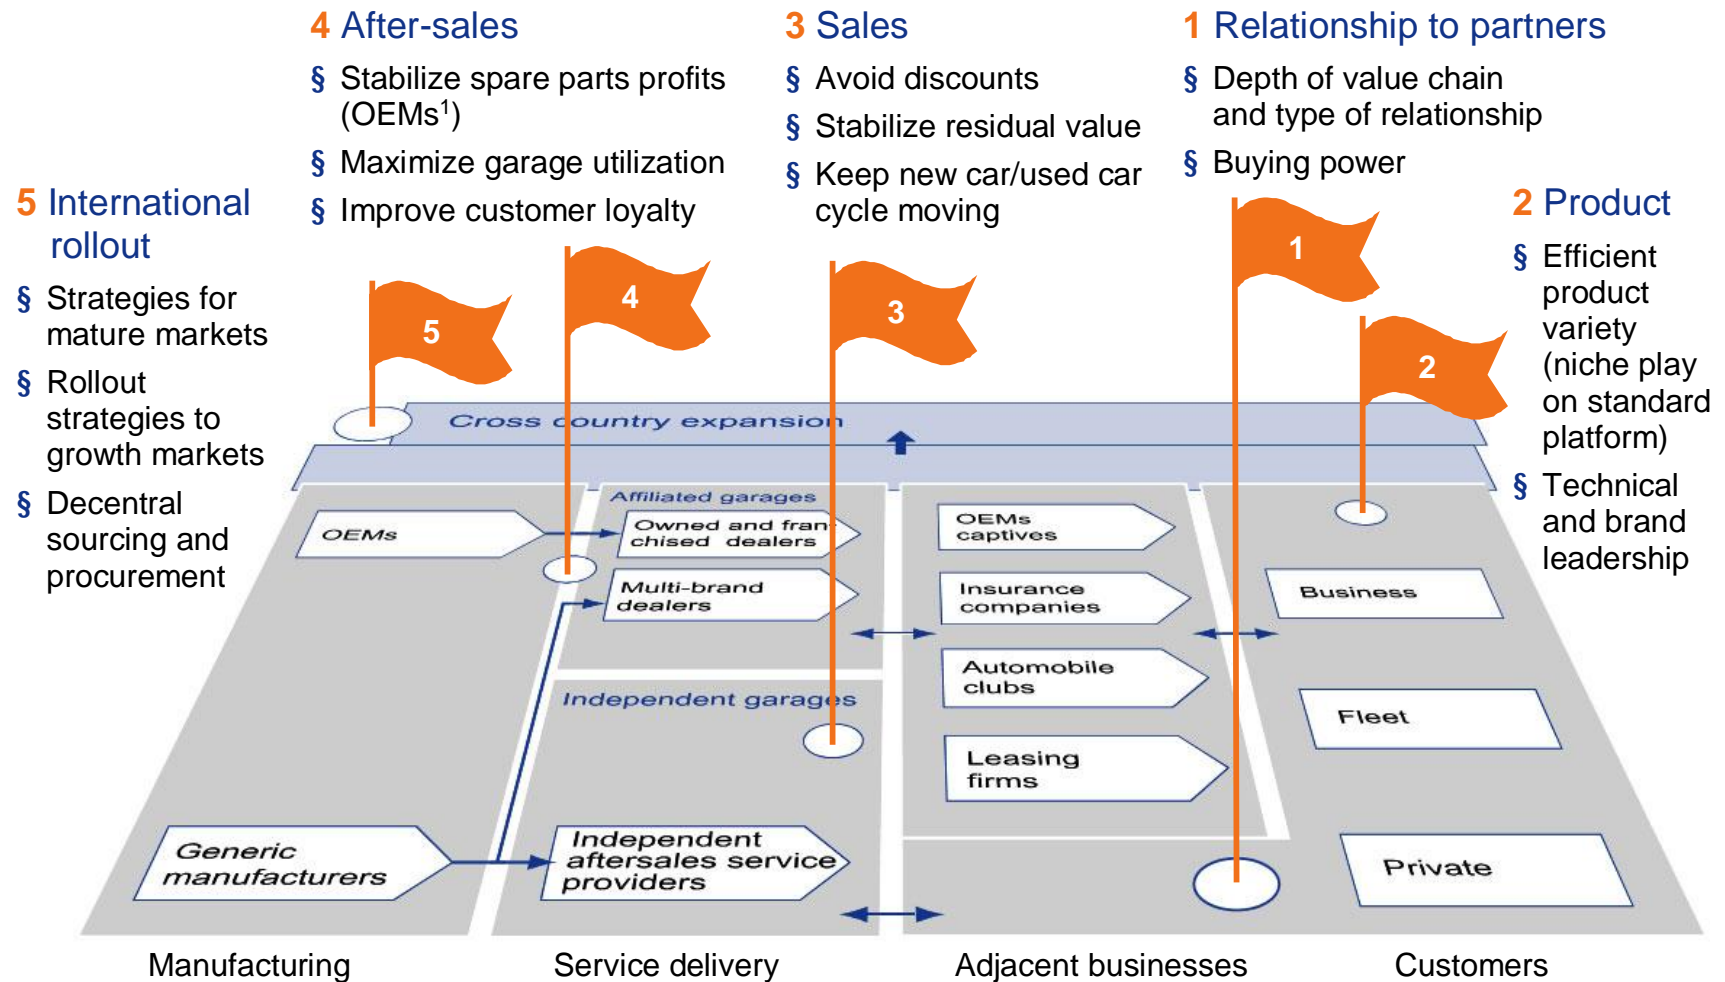 4 After-sales
§ Stabilize spare parts profits
(OEMs¹)
§ Maximize garage utilization
§ Improve customer loyalty
3 Sales
§ Avoid discounts
§ Stabilize residual value
§ Keep new car/used car
cycle moving
1 Relationship to partners
§ Depth of value chain
and type of relationship
§ Buying power
5 International
rollout
§ Strategies for
mature markets
§ Rollout
strategies to
growth markets
§ Decentral
sourcing and
procurement
2 Product
§ Efficient
product
variety
(niche play
on standard
platform)
§ Technical
and brand
leadership
5
4
3
1
2
Cross country expansion
OEMs
Generic
manufacturers
Affiliated garages
Owned and fran-
chised dealers
Multi-brand
dealers
Independent garages
Independent
aftersales service
providers
OEMs
captives
Insurance
companies
Automobile
clubs
Leasing
firms
Business
Fleet
Private
Manufacturing
Service delivery
Adjacent businesses
Customers